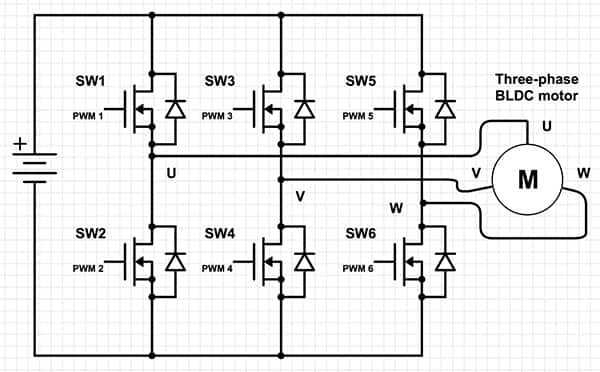 SW1
SW3
SW5
Three-phase
BLDC motor
PWM 1
PWM 3
PWM 5
U
U
V
M
W
V
W
SW2
SW4
SW6
PWM 2
PWM 4
PWM 6
+